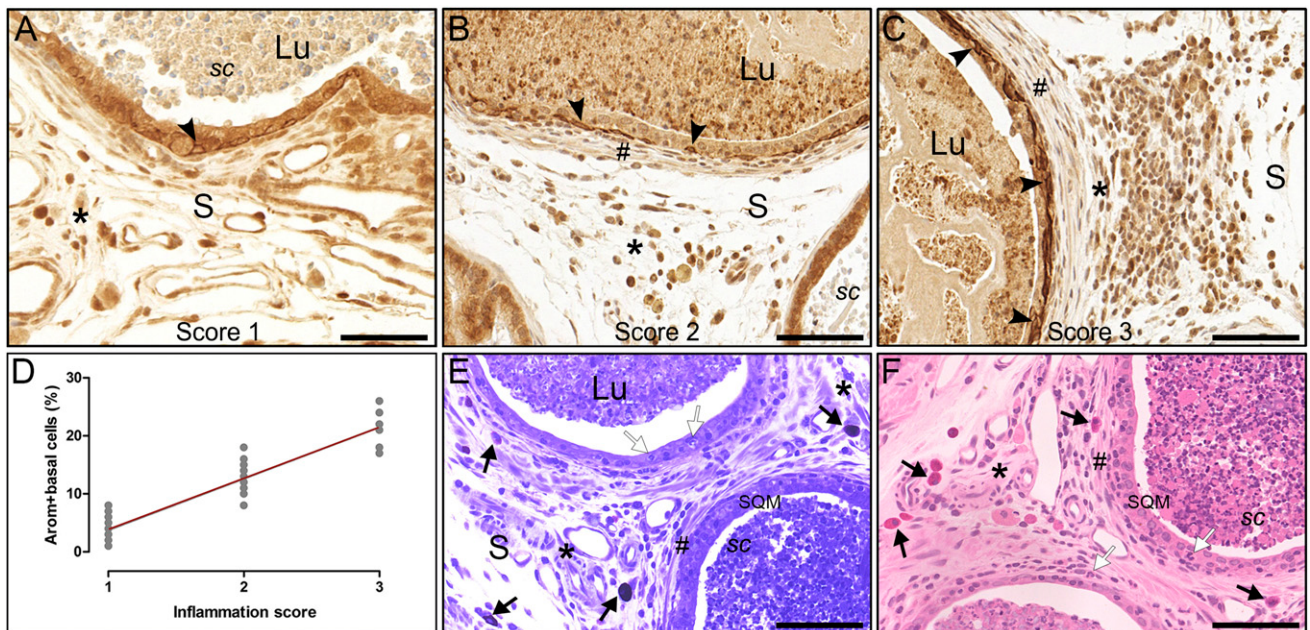 A
Lu
sc
*
S
Score 1
B
Lu
#
S
*
sc
Score 2
C
#
Lu
*
S
Score 3
D
Arom+basal cells (%)
30
20
10
0
1 2 3
Inflammation score
E
Lu
*
SQM
S
*
#
sc
F
*
#
SQM
sc